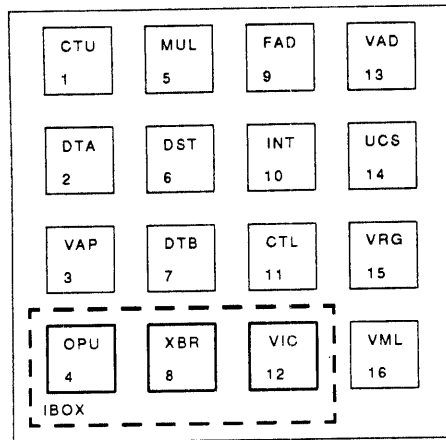 CTU MUL FAD VAD
1 5 9 13
DTA DST INT UCS
2 6 10 14
VAP DTB CTL VRG
3 7 11 15
OPU XBR VIC VML
4 8 12 16
IBOX